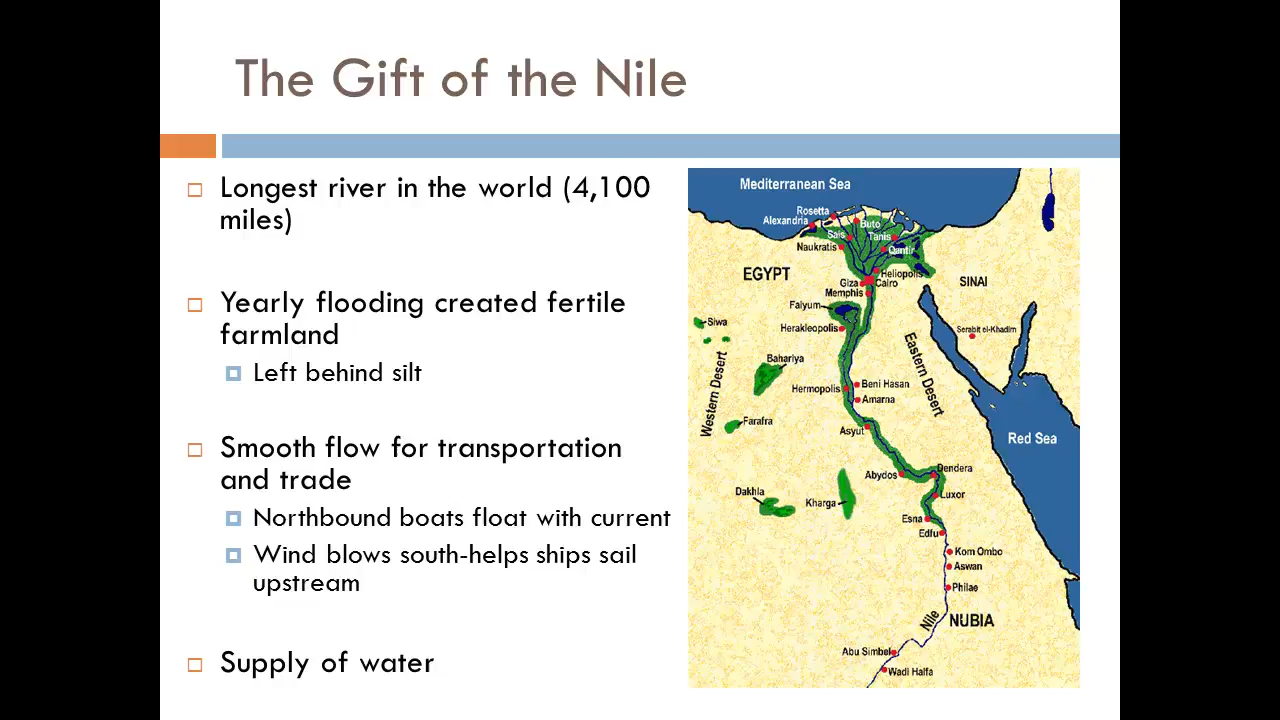 The Gift of the Nile
Longest river in the world (4,100
miles)
Yearly flooding created fertile
farmland
Left behind silt
Smooth flow for transportation
and trade
Northbound boats float with current
Wind blows south-helps ships sail
upstream
Supply of water
Mediterranean Sea
Rosetta
Alexandria
Buto
Sais
Tanis
Naukratis
Qantir
EGYPT
Heliopolis
SINAI
Giza
Cairo
Memphis
Faiyum
Siwa
Herakleopolis
Serabit el-Khadim
Bahariya
Western Desert
Eastern Desert
Hermopolis
Beni Hasan
Amarna
Farafra
Asyut
Red Sea
Abydos
Dendera
Dakhla
Kharga
Luxor
Esna
Edfu
Kom Ombo
Aswan
Philae
Nile
NUBIA
Abu Simbel
Wadi Halfa